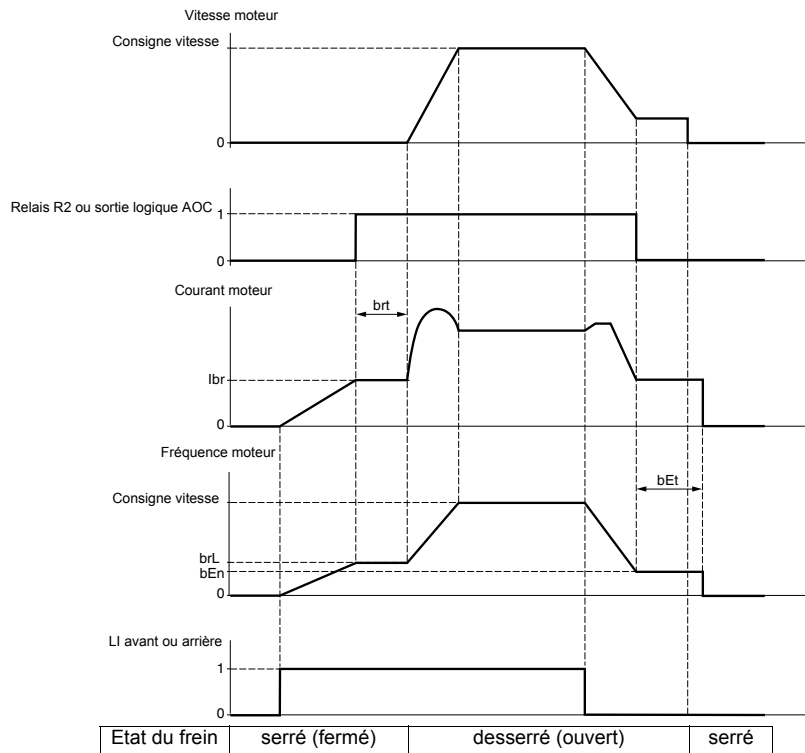 Vitesse moteur
Consigne vitesse
0
Relais R2 ou sortie logique AOC
1
0
Courant moteur
brt
Ibr
0
Fréquence moteur
bEt
Consigne vitesse
brL
bEn
0
LI avant ou arrière
1
0
Etat du frein serré (fermé) desserré (ouvert) serré